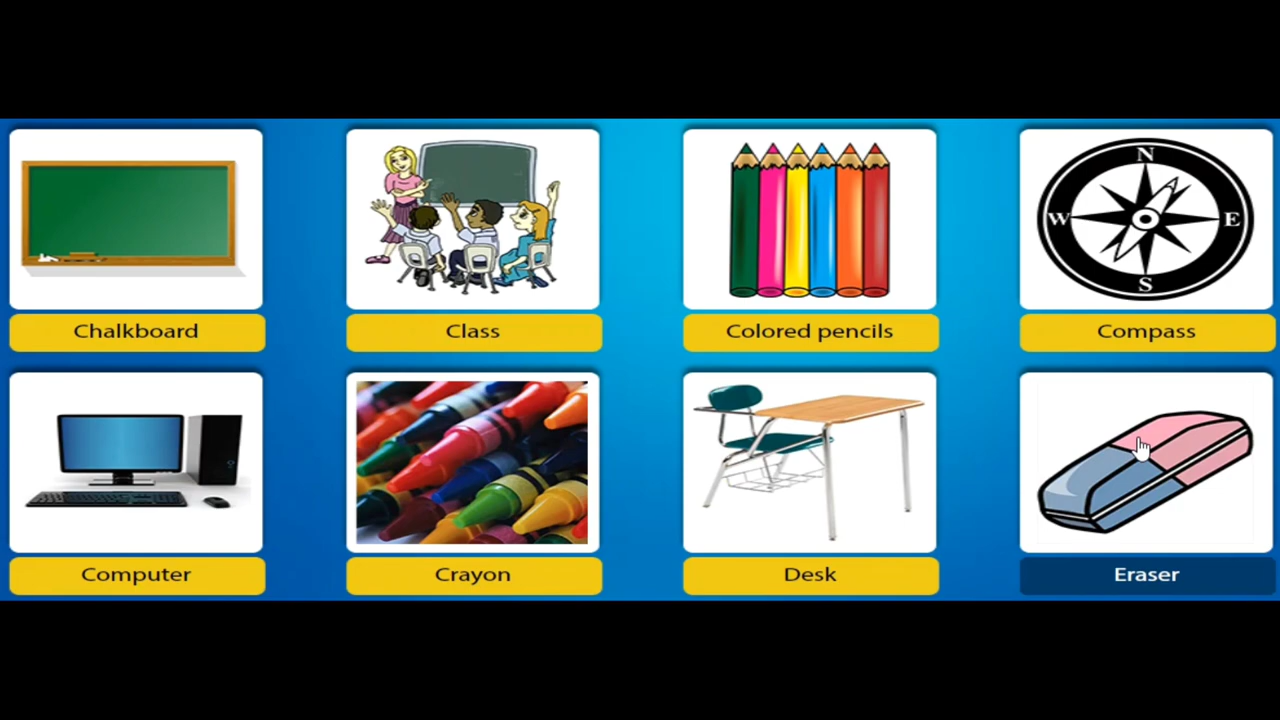 N
W E
S
Chalkboard Class Colored pencils Compass
Computer Crayon Desk Eraser